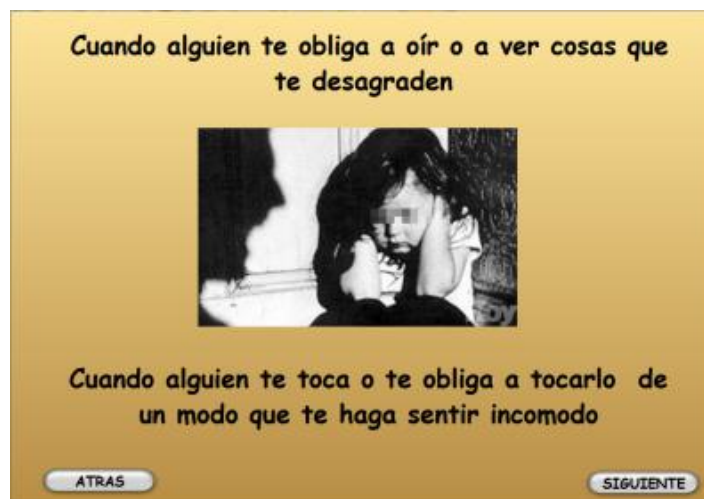 Cuando alguien te obliga a oír o a ver cosas que
te desagraden
Cuando alguien te toca o te obliga a tocarlo de
un modo que te haga sentir incomodo
ATRAS
SIGUIENTE